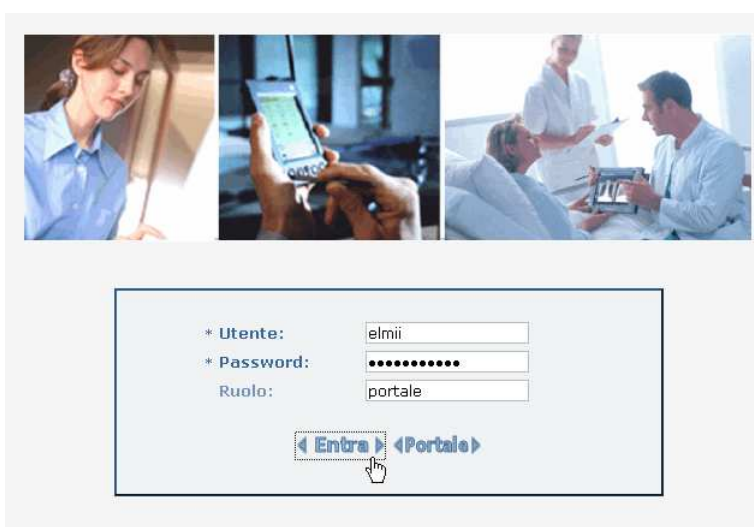 * Utente: elmii
* Password: ●●●●●●●●●●●
Ruolo: portale
Entra Portale